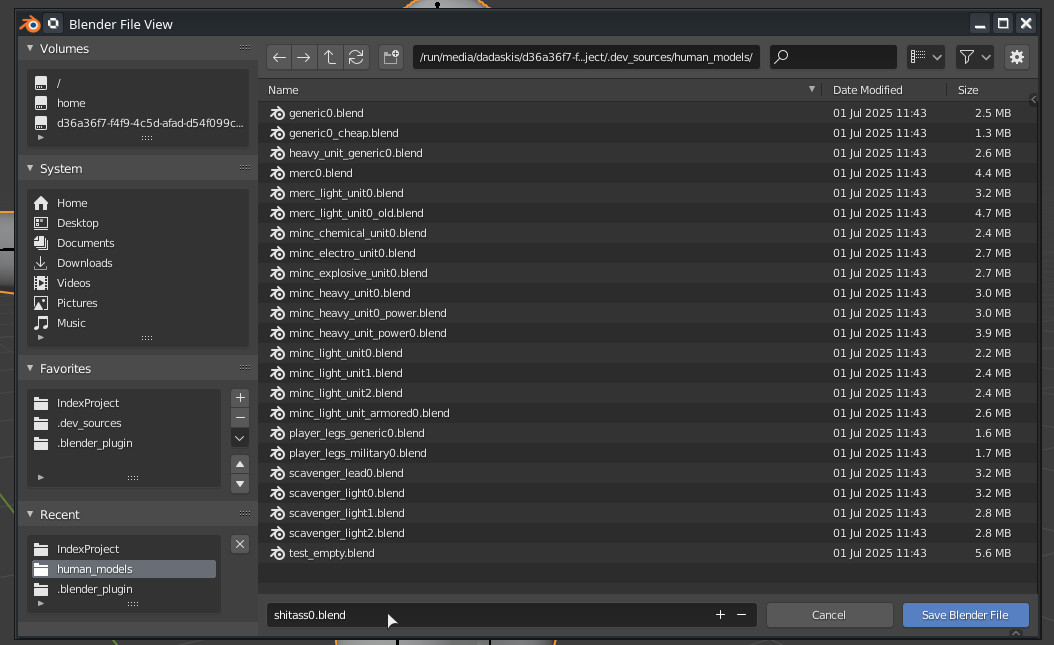 Blender File View
Volumes
/
home
d36a36f7-f4f9-4c5d-afad-d54f099c...
System
Home
Desktop
Documents
Downloads
Videos
Pictures
Music
Favorites
IndexProject
.dev_sources
.blender_plugin
Recent
IndexProject
human_models
.blender_plugin
/run/media/dadaskis/d36a36f7-f...ject/.dev_sources/human_models/
Name Date Modified Size
generic0.blend 01 Jul 2025 11:43 2.5 MB
generic0_cheap.blend 01 Jul 2025 11:43 1.3 MB
heavy_unit_generic0.blend 01 Jul 2025 11:43 2.6 MB
merc0.blend 01 Jul 2025 11:43 4.4 MB
merc_light_unit0.blend 01 Jul 2025 11:43 3.2 MB
merc_light_unit0_old.blend 01 Jul 2025 11:43 4.7 MB
minc_chemical_unit0.blend 01 Jul 2025 11:43 2.4 MB
minc_electro_unit0.blend 01 Jul 2025 11:43 2.7 MB
minc_explosive_unit0.blend 01 Jul 2025 11:43 2.7 MB
minc_heavy_unit0.blend 01 Jul 2025 11:43 3.0 MB
minc_heavy_unit0_power.blend 01 Jul 2025 11:43 3.0 MB
minc_heavy_unit_power0.blend 01 Jul 2025 11:43 3.9 MB
minc_light_unit0.blend 01 Jul 2025 11:43 2.2 MB
minc_light_unit1.blend 01 Jul 2025 11:43 2.4 MB
minc_light_unit2.blend 01 Jul 2025 11:43 2.4 MB
minc_light_unit_armored0.blend 01 Jul 2025 11:43 2.6 MB
player_legs_generic0.blend 01 Jul 2025 11:43 1.6 MB
player_legs_military0.blend 01 Jul 2025 11:43 1.7 MB
scavenger_lead0.blend 01 Jul 2025 11:43 3.2 MB
scavenger_light0.blend 01 Jul 2025 11:43 3.2 MB
scavenger_light1.blend 01 Jul 2025 11:43 2.8 MB
scavenger_light2.blend 01 Jul 2025 11:43 2.8 MB
test_empty.blend 01 Jul 2025 11:43 5.6 MB
shitass0.blend
Cancel
Save Blender File